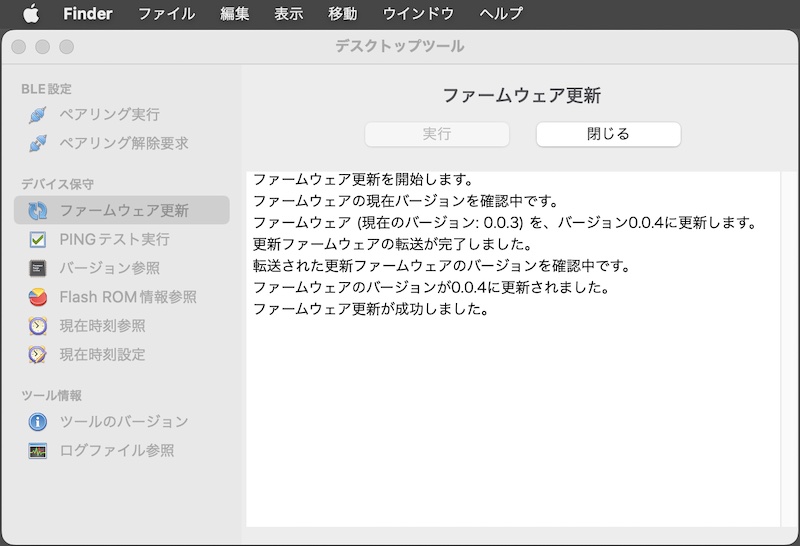 Finder ファイル 編集 表示 移動 ウインドウ ヘルプ
デスクトップツール
BLE設定
ペアリング実行
ペアリング解除要求
デバイス保守
ファームウェア更新
PINGテスト実行
バージョン参照
Flash ROM情報参照
現在時刻参照
現在時刻設定
ツール情報
ツールのバージョン
ログファイル参照
ファームウェア更新
実行 閉じる
ファームウェア更新を開始します。
ファームウェアの現在バージョンを確認中です。
ファームウェア (現在のバージョン: 0.0.3) を、バージョン0.0.4に更新します。
更新ファームウェアの転送が完了しました。
転送された更新ファームウェアのバージョンを確認中です。
ファームウェアのバージョンが0.0.4に更新されました。
ファームウェア更新が成功しました。